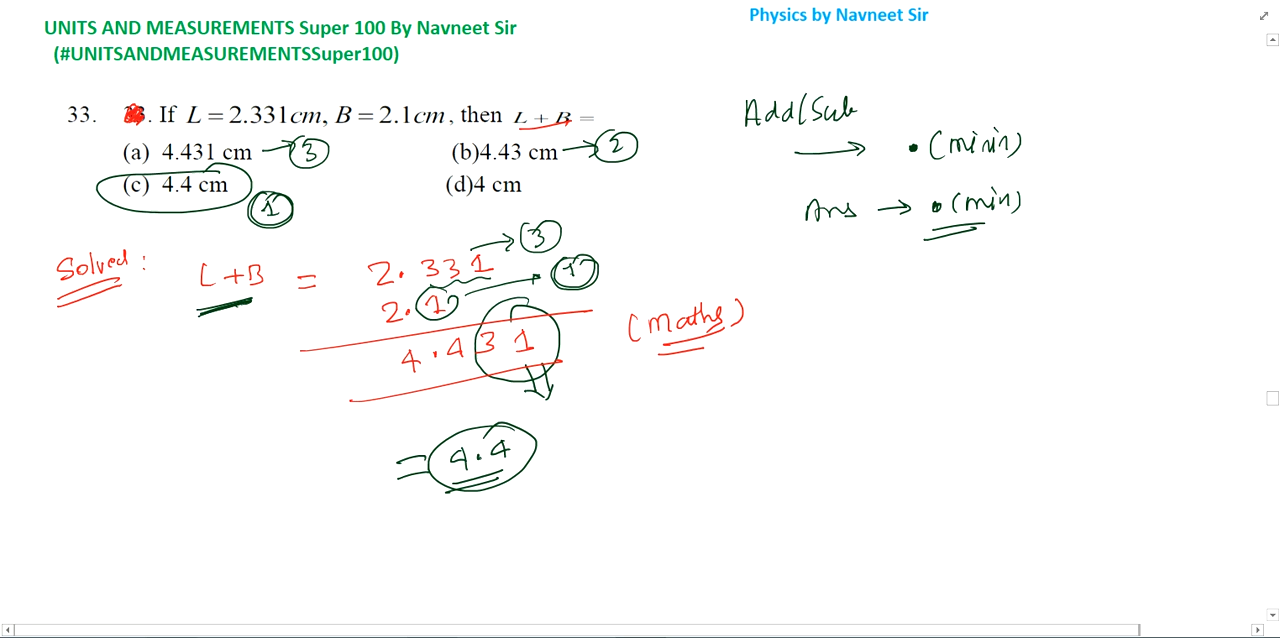 Physics by Navneet Sir
UNITS AND MEASUREMENTS Super 100 By Navneet Sir
(#UNITSANDMEASUREMENTSSuper100)
33. . If L = 2.331cm, B = 2.1cm, then L + B =
(a) 4.431 cm → 3 (b)4.43 cm → 2
(c) 4.4 cm (d)4 cm
1
Add/Sub
→ • (min)
Ans → • (min)
Solved : L+B = 2.331 → 3
2.1 → 1
4.431 (Maths)
= 4.4